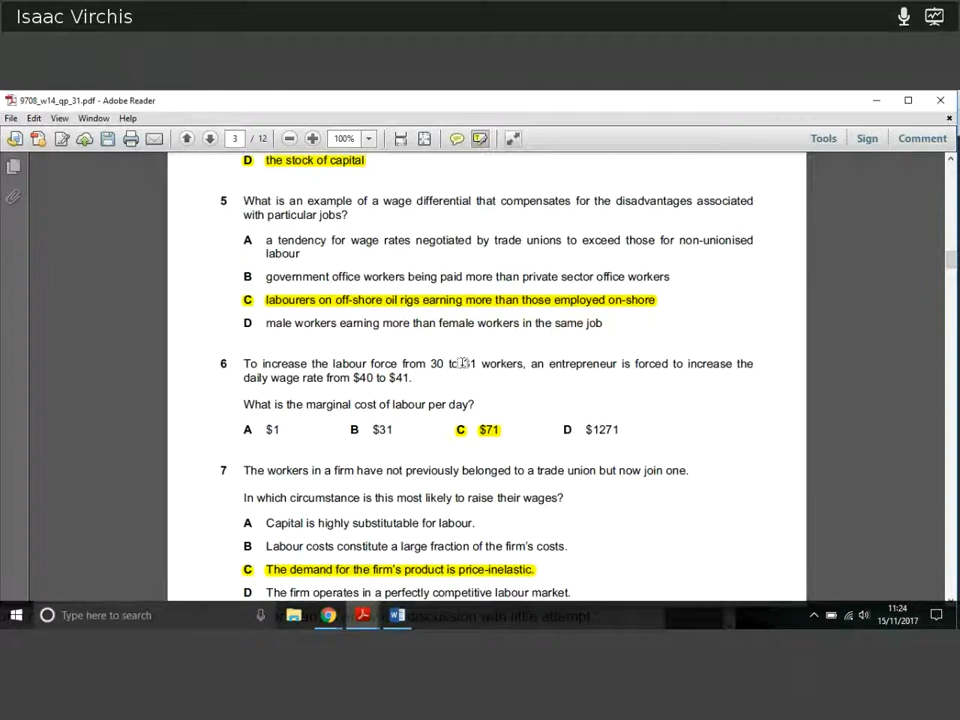 Isaac Virchis
9708_w14_qp_31.pdf - Adobe Reader
File Edit View Window Help
3 / 12 100% Tools Sign Comment
D the stock of capital
5 What is an example of a wage differential that compensates for the disadvantages associated
with particular jobs?
A a tendency for wage rates negotiated by trade unions to exceed those for non-unionised
labour
B government office workers being paid more than private sector office workers
C labourers on off-shore oil rigs earning more than those employed on-shore
D male workers earning more than female workers in the same job
6 To increase the labour force from 30 to 31 workers, an entrepreneur is forced to increase the
daily wage rate from $40 to $41.
What is the marginal cost of labour per day?
A $1 B $31 C $71 D $1271
7 The workers in a firm have not previously belonged to a trade union but now join one.
In which circumstance is this most likely to raise their wages?
A Capital is highly substitutable for labour.
B Labour costs constitute a large fraction of the firm's costs.
C The demand for the firm's product is price-inelastic.
D The firm operates in a perfectly competitive labour market.
Type here to search
discussion with little attempt
11:24
15/11/2017